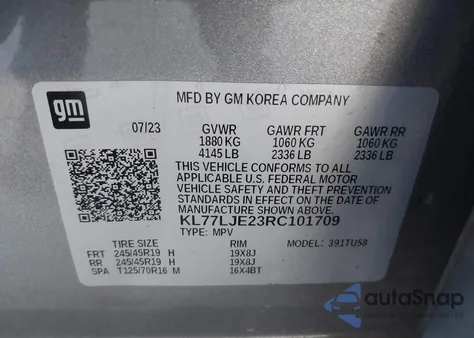 gm
MFD BY GM KOREA COMPANY
07/23 GVWR GAWR FRT GAWR RR
1880 KG 1060 KG 1060 KG
4145 LB 2336 LB 2336 LB
THIS VEHICLE CONFORMS TO ALL
APPLICABLE U.S. FEDERAL MOTOR
VEHICLE SAFETY AND THEFT PREVENTION
STANDARDS IN EFFECT ON THE DATE
OF MANUFACTURE SHOWN ABOVE.
KL77LJE23RC101709
TYPE: MPV MODEL: 391TU58
TIRE SIZE RIM
FRT 245/45R19 H 19X8J
RR 245/45R19 H 19X8J
SPA T125/70R16 M 16X4BT
autoSnap